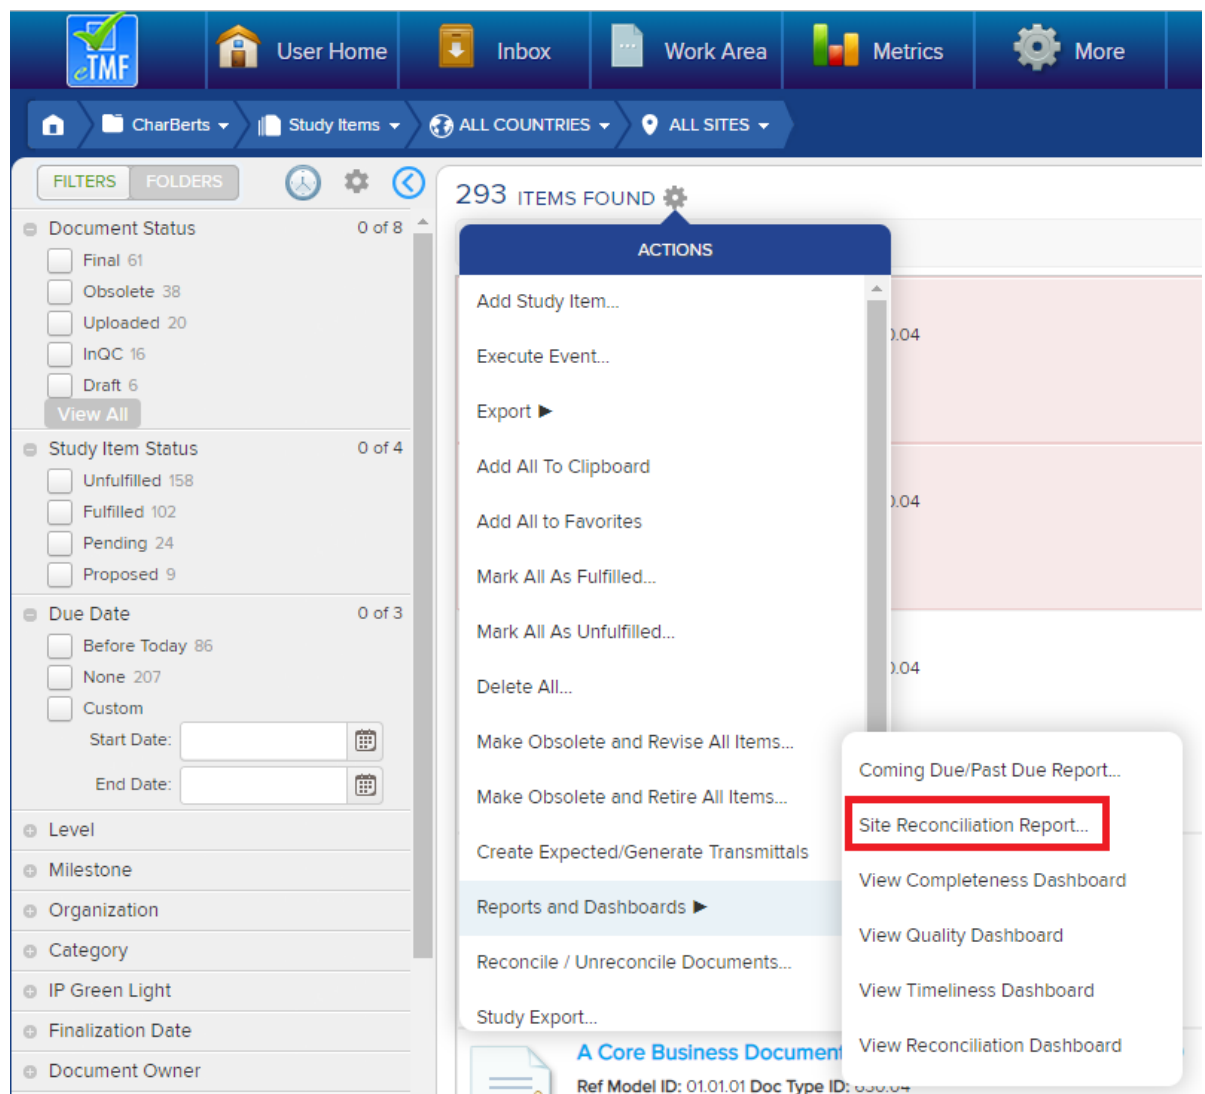 eTMF
User Home
Inbox
Work Area
Metrics
More
CharBerts
Study Items
ALL COUNTRIES
ALL SITES
FILTERS
FOLDERS
Document Status 0 of 8
Final 61
Obsolete 38
Uploaded 20
InQC 16
Draft 6
View All
Study Item Status 0 of 4
Unfulfilled 158
Fulfilled 102
Pending 24
Proposed 9
Due Date 0 of 3
Before Today 86
None 207
Custom
Start Date:
End Date:
Level
Milestone
Organization
Category
IP Green Light
Finalization Date
Document Owner
293 ITEMS FOUND
ACTIONS
Add Study Item...
Execute Event...
Export ▶
Add All To Clipboard
Add All to Favorites
Mark All As Fulfilled...
Mark All As Unfulfilled...
Delete All...
Make Obsolete and Revise All Items...
Make Obsolete and Retire All Items...
Create Expected/Generate Transmittals
Reports and Dashboards ▶
Reconcile / Unreconcile Documents...
Study Export...
Coming Due/Past Due Report...
Site Reconciliation Report...
View Completeness Dashboard
View Quality Dashboard
View Timeliness Dashboard
View Reconciliation Dashboard
A Core Business Document
Ref Model ID: 01.01.01 Doc Type ID: